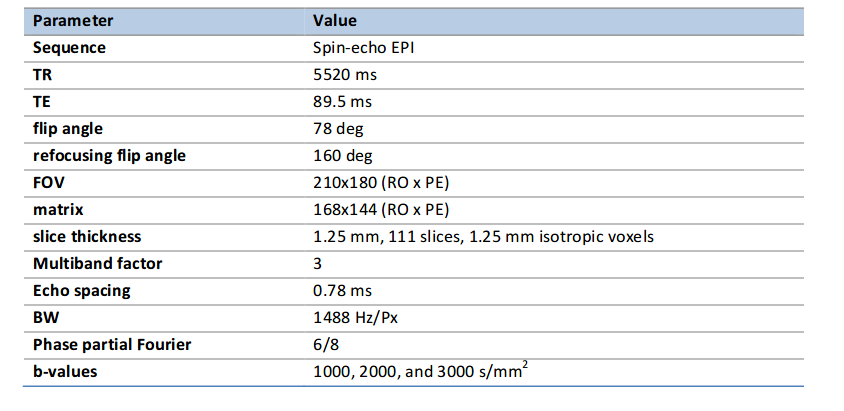 Parameter Value
Sequence Spin-echo EPI
TR 5520 ms
TE 89.5 ms
flip angle 78 deg
refocusing flip angle 160 deg
FOV 210x180 (RO x PE)
matrix 168x144 (RO x PE)
slice thickness 1.25 mm, 111 slices, 1.25 mm isotropic voxels
Multiband factor 3
Echo spacing 0.78 ms
BW 1488 Hz/Px
Phase partial Fourier 6/8
b-values 1000, 2000, and 3000 s/mm²